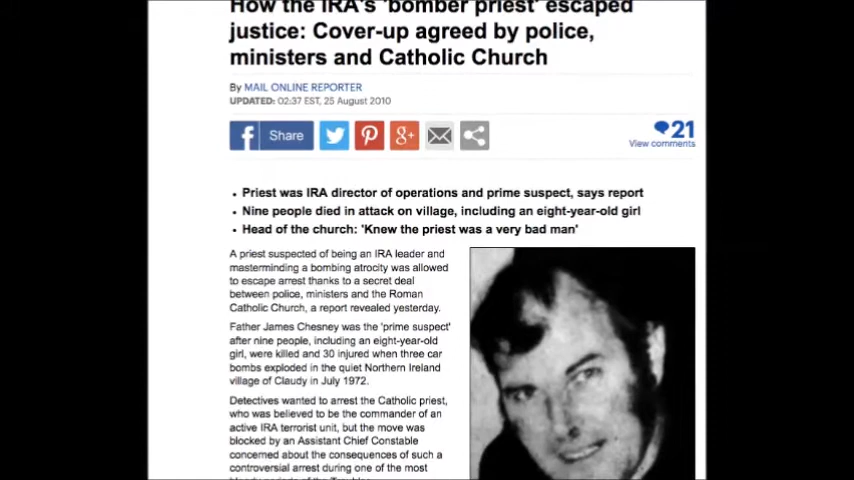 How the IRA's 'bomber priest' escaped
justice: Cover-up agreed by police,
ministers and Catholic Church
By MAIL ONLINE REPORTER
UPDATED: 02:37 EST, 25 August 2010
f Share
g+
21
View comments
• Priest was IRA director of operations and prime suspect, says report
• Nine people died in attack on village, including an eight-year-old girl
• Head of the church: 'Knew the priest was a very bad man'
A priest suspected of being an IRA leader and
masterminding a bombing atrocity was allowed
to escape arrest thanks to a secret deal
between police, ministers and the Roman
Catholic Church, a report revealed yesterday.
Father James Chesney was the 'prime suspect'
after nine people, including an eight-year-old
girl, were killed and 30 injured when three car
bombs exploded in the quiet Northern Ireland
village of Claudy in July 1972.
Detectives wanted to arrest the Catholic priest,
who was believed to be the commander of an
active IRA terrorist unit, but the move was
blocked by an Assistant Chief Constable
concerned about the consequences of such a
controversial arrest during one of the most